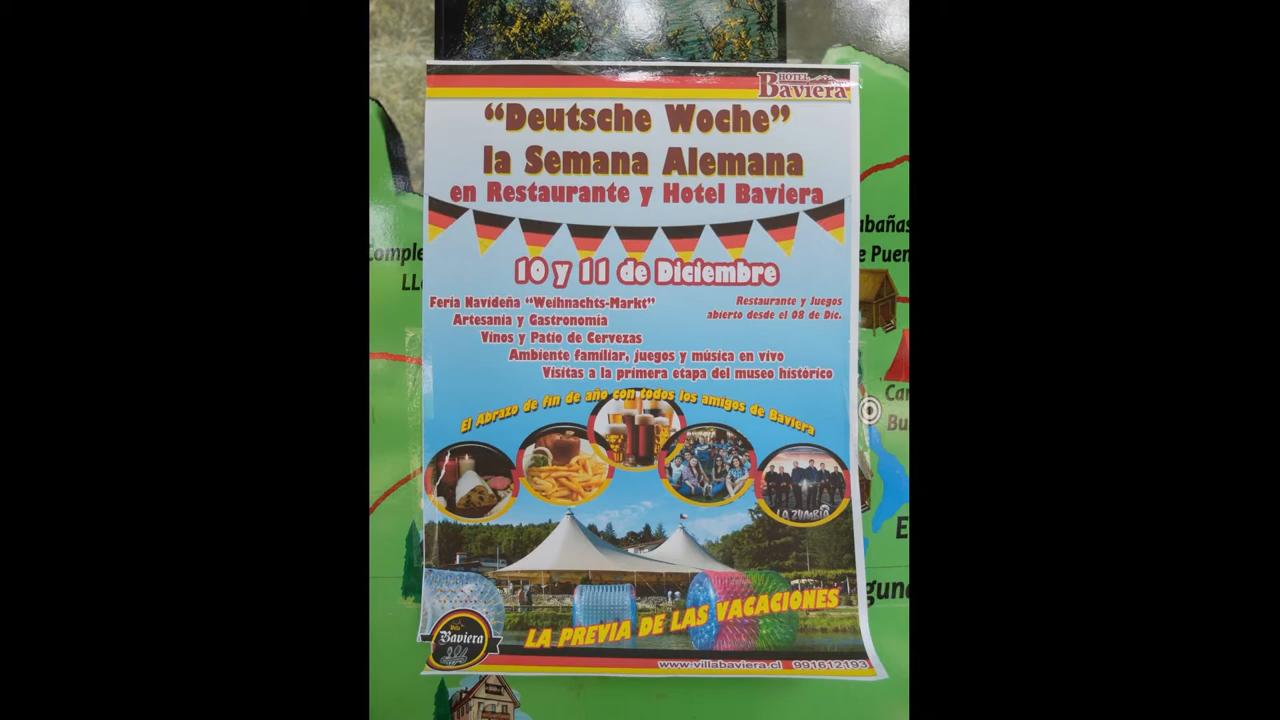 HOTEL
Baviera
“Deutsche Woche”
la Semana Alemana
en Restaurante y Hotel Baviera
10 y 11 de Diciembre
Feria Navideña “Weihnachts-Markt”
Artesanía y Gastronomía
Vinos y Patio de Cervezas
Ambiente familiar, juegos y música en vivo
Visitas a la primera etapa del museo histórico
Restaurante y Juegos
abierto desde el 08 de Dic.
El Abrazo de fin de año con todos los amigos de Baviera
LA ZUMBIA
LA PREVIA DE LAS VACACIONES
Villa
Baviera
www.villabaviera.cl 991612193